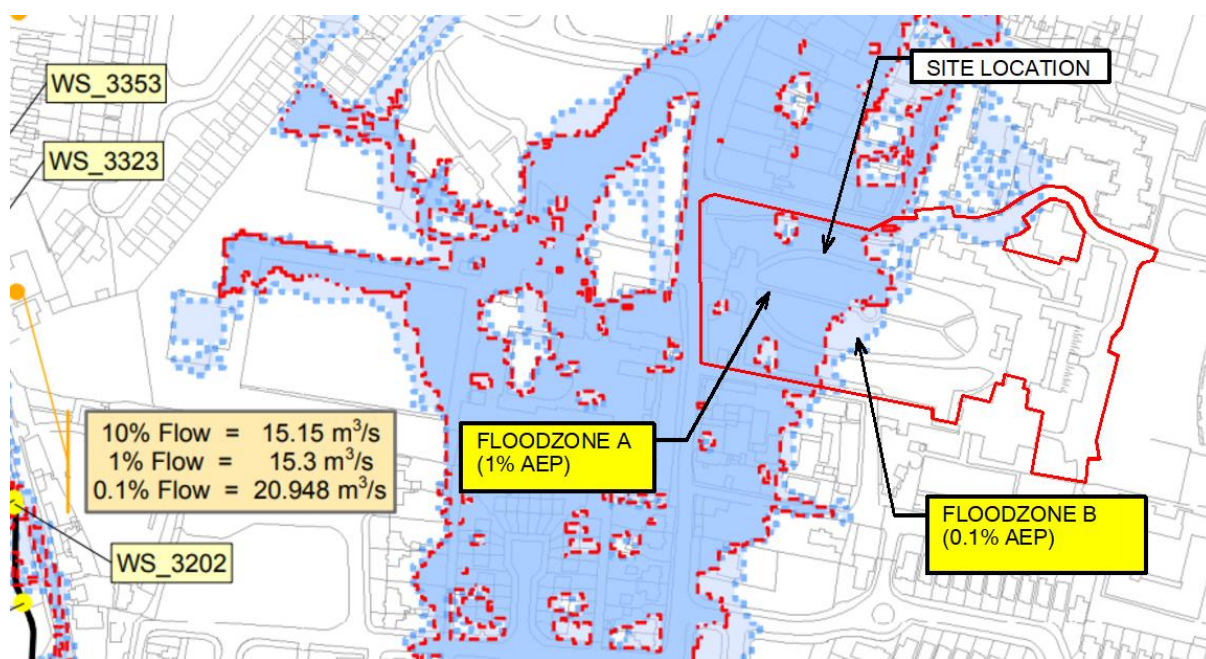 WS_3353
SITE LOCATION
WS_3323
10% Flow = 15.15 m³/s
1% Flow = 15.3 m³/s
0.1% Flow = 20.948 m³/s
FLOODZONE A
(1% AEP)
FLOODZONE B
(0.1% AEP)
WS_3202